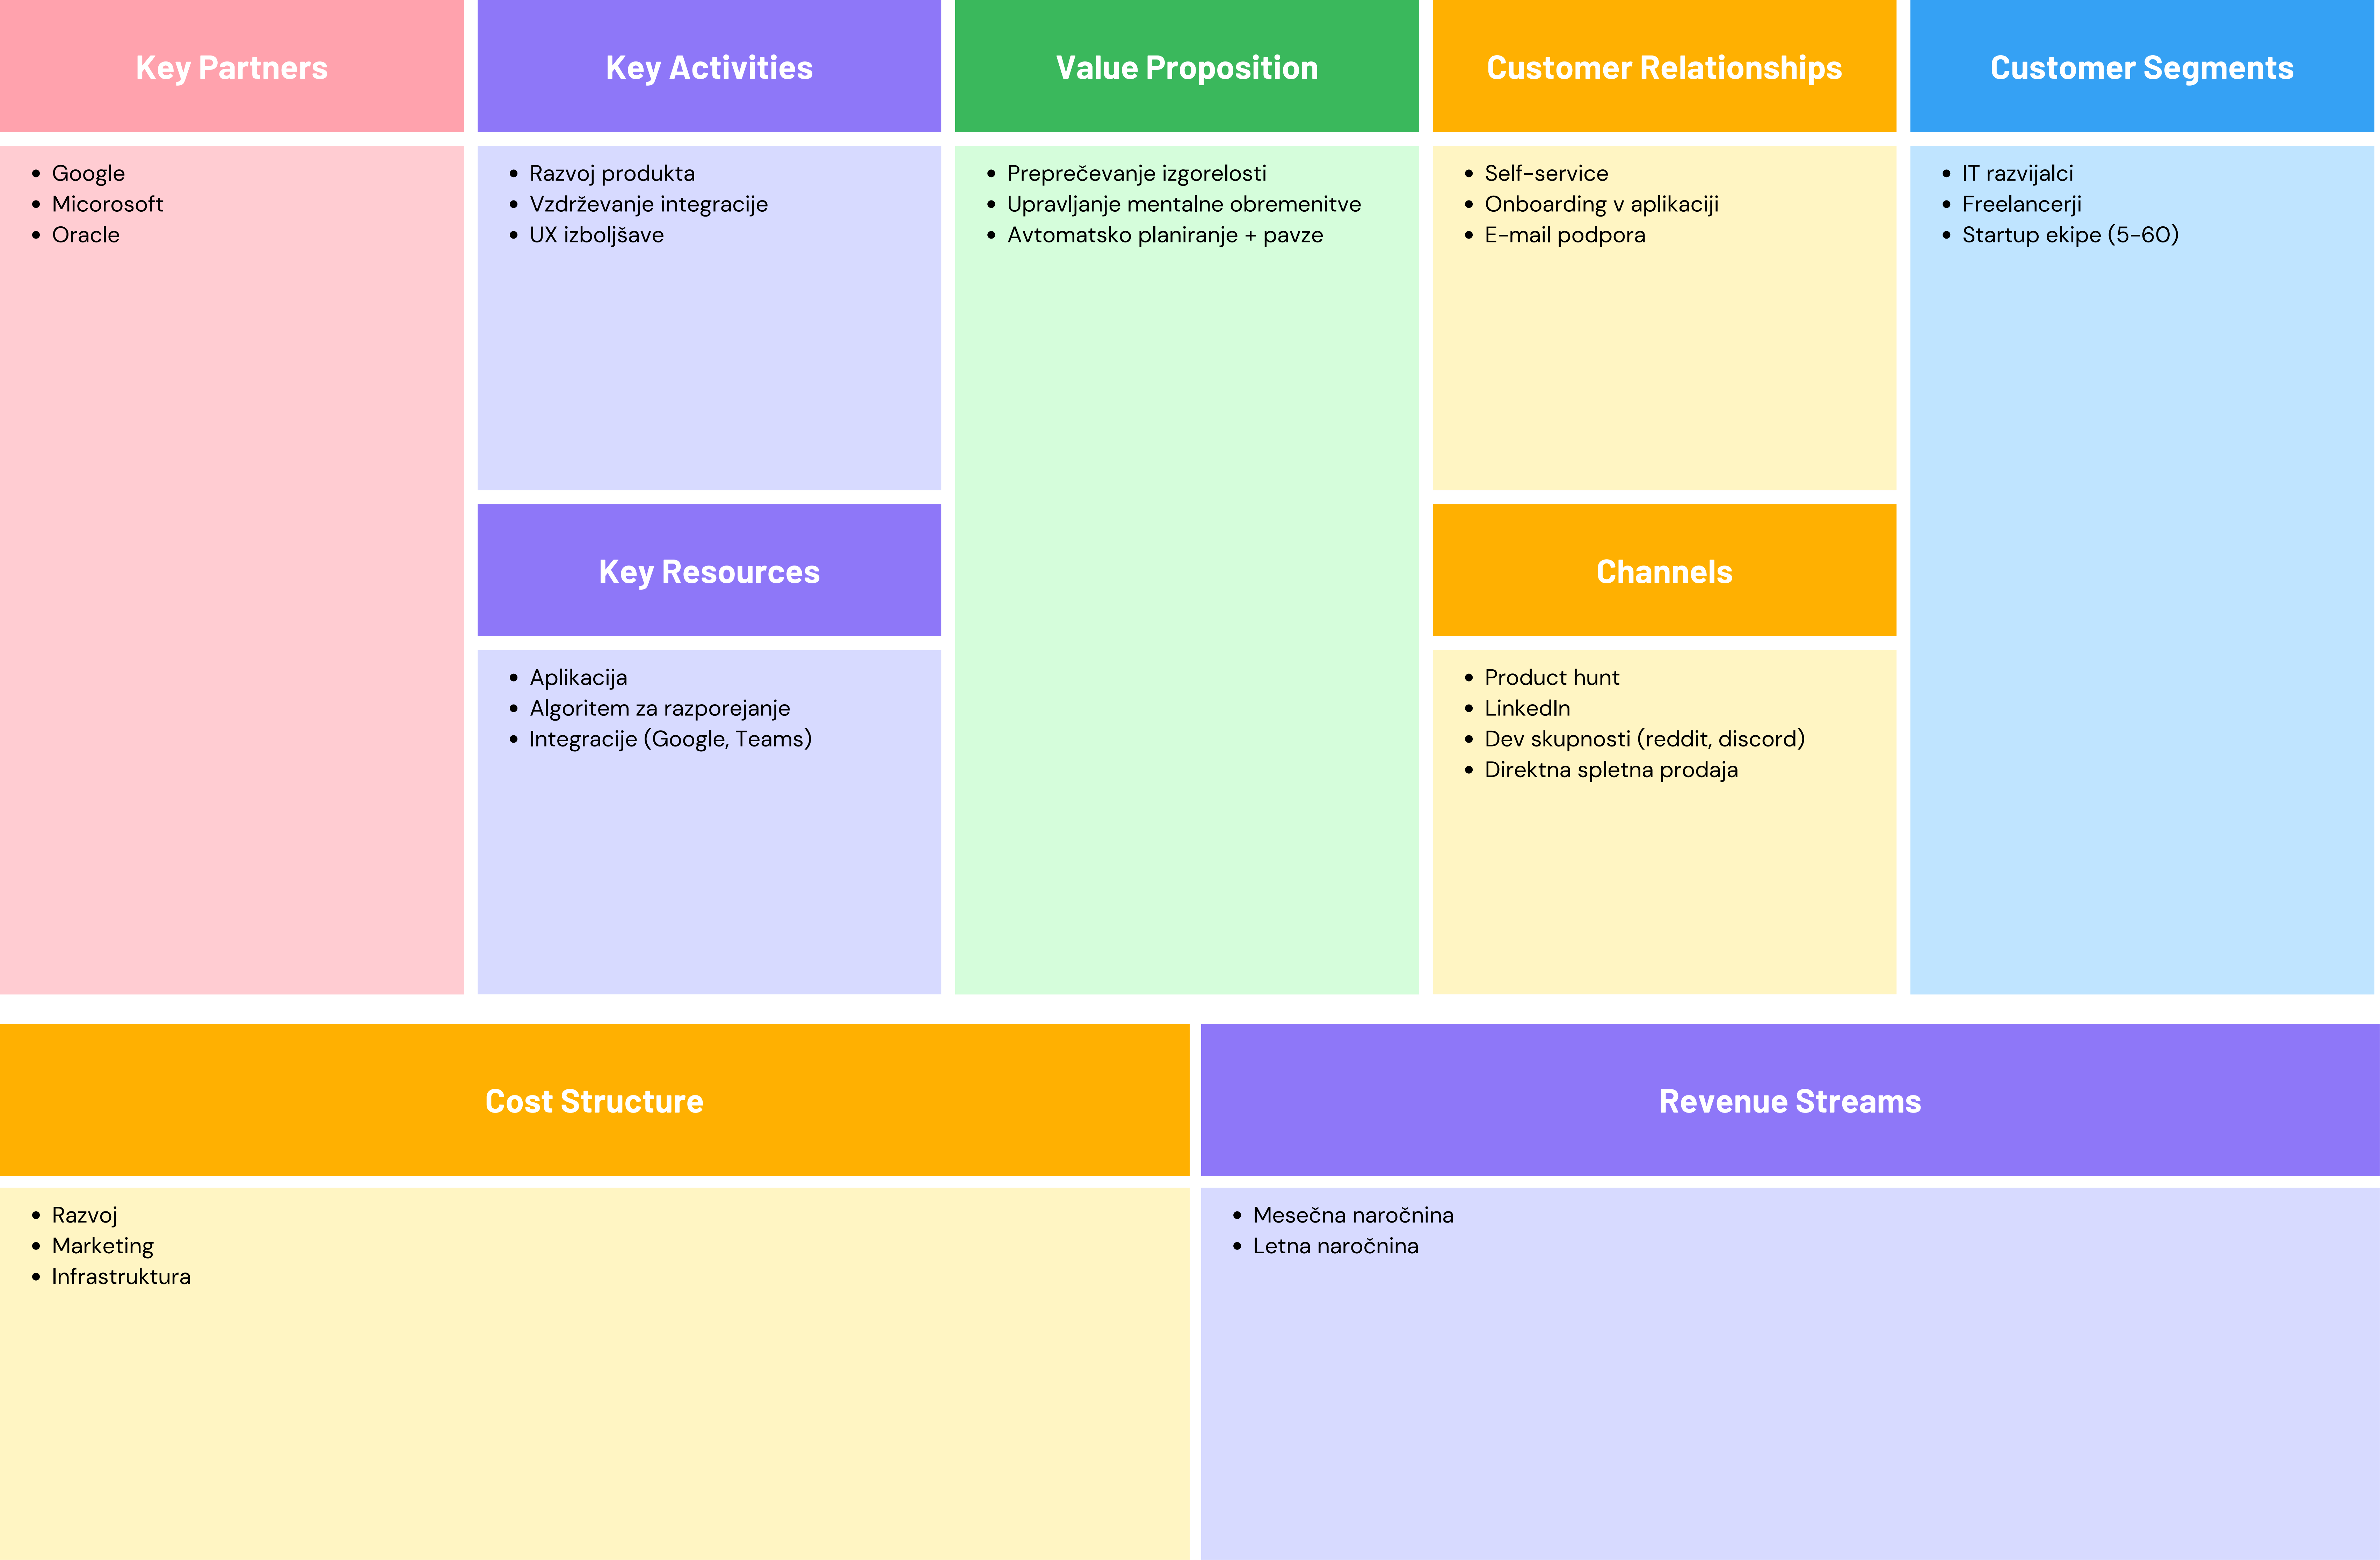 Key Partners
Google
Micorosoft
Oracle
Key Activities
Razvoj produkta
Vzdrževanje integracije
UX izboljšave
Key Resources
Aplikacija
Algoritem za razporejanje
Integracije (Google, Teams)
Value Proposition
Preprečevanje izgorelosti
Upravljanje mentalne obremenitve
Avtomatsko planiranje + pavze
Customer Relationships
Self-service
Onboarding v aplikaciji
E-mail podpora
Channels
Product hunt
LinkedIn
Dev skupnosti (reddit, discord)
Direktna spletna prodaja
Customer Segments
IT razvijalci
Freelancerji
Startup ekipe (5-60)
Cost Structure
Razvoj
Marketing
Infrastruktura
Revenue Streams
Mesečna naročnina
Letna naročnina